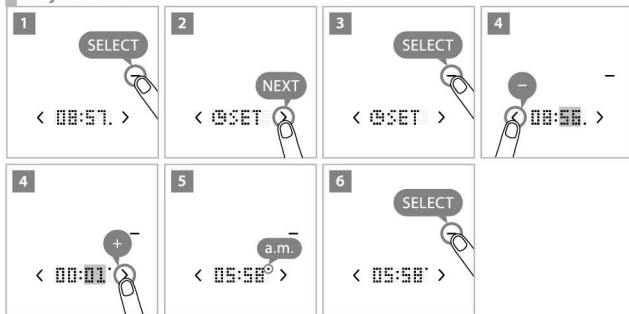 1
SELECT
< 08:57. >
2
NEXT
< SET >
3
SELECT
< SET >
4
−
< 08:56. >
4
+
< 00:01˙ >
5
a.m.
< 05:58˙ >
6
SELECT
< 05:58˙ >